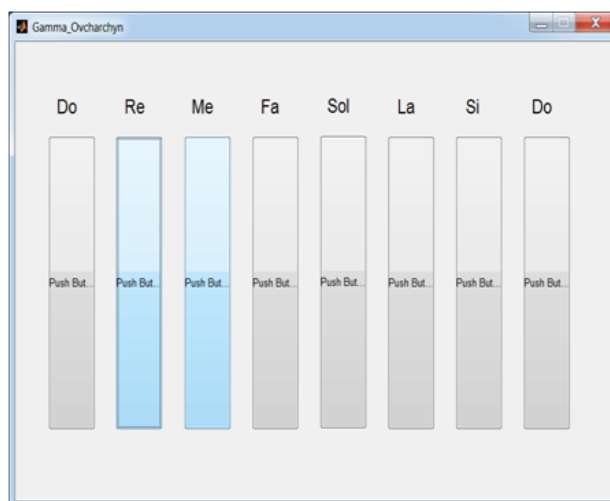 Gamma_Ovcharchyn
Do Re Me Fa Sol La Si Do
Push But... Push But... Push But... Push But... Push But... Push But... Push But... Push But...